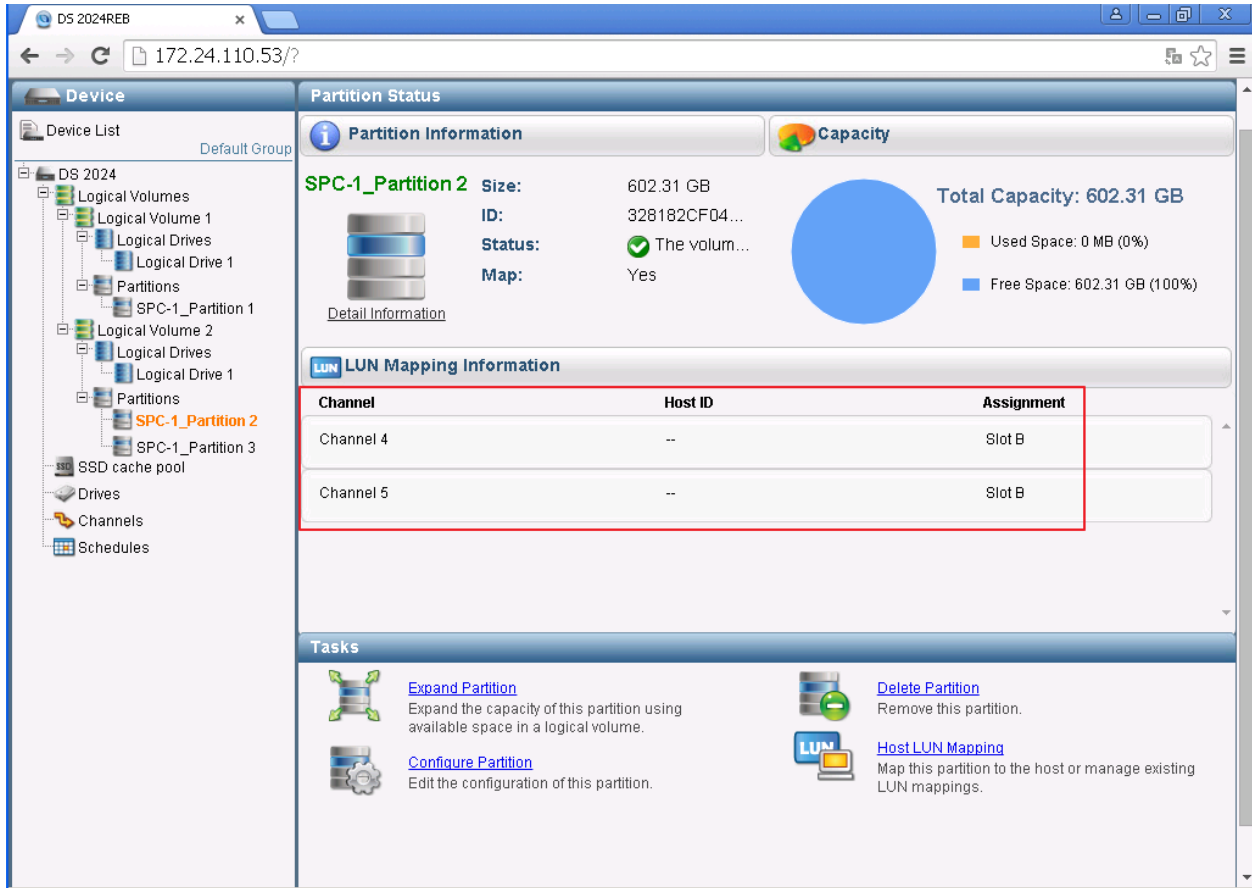 DS 2024REB
172.24.110.53/?
Device
Device List
Default Group
DS 2024
Logical Volumes
Logical Volume 1
Logical Drives
Logical Drive 1
Partitions
SPC-1_Partition 1
Logical Volume 2
Logical Drives
Logical Drive 1
Partitions
SPC-1_Partition 2
SPC-1_Partition 3
SSD
SSD cache pool
Drives
Channels
Schedules
Partition Status
Partition Information
SPC-1_Partition 2
Size: 602.31 GB
ID: 328182CF04...
Status: The volum...
Map: Yes
Detail Information
Capacity
Total Capacity: 602.31 GB
Used Space: 0 MB (0%)
Free Space: 602.31 GB (100%)
LUN LUN Mapping Information
Channel Host ID Assignment
Channel 4 -- Slot B
Channel 5 -- Slot B
Tasks
Expand Partition
Expand the capacity of this partition using
available space in a logical volume.
Configure Partition
Edit the configuration of this partition.
Delete Partition
Remove this partition.
LUN
Host LUN Mapping
Map this partition to the host or manage existing
LUN mappings.